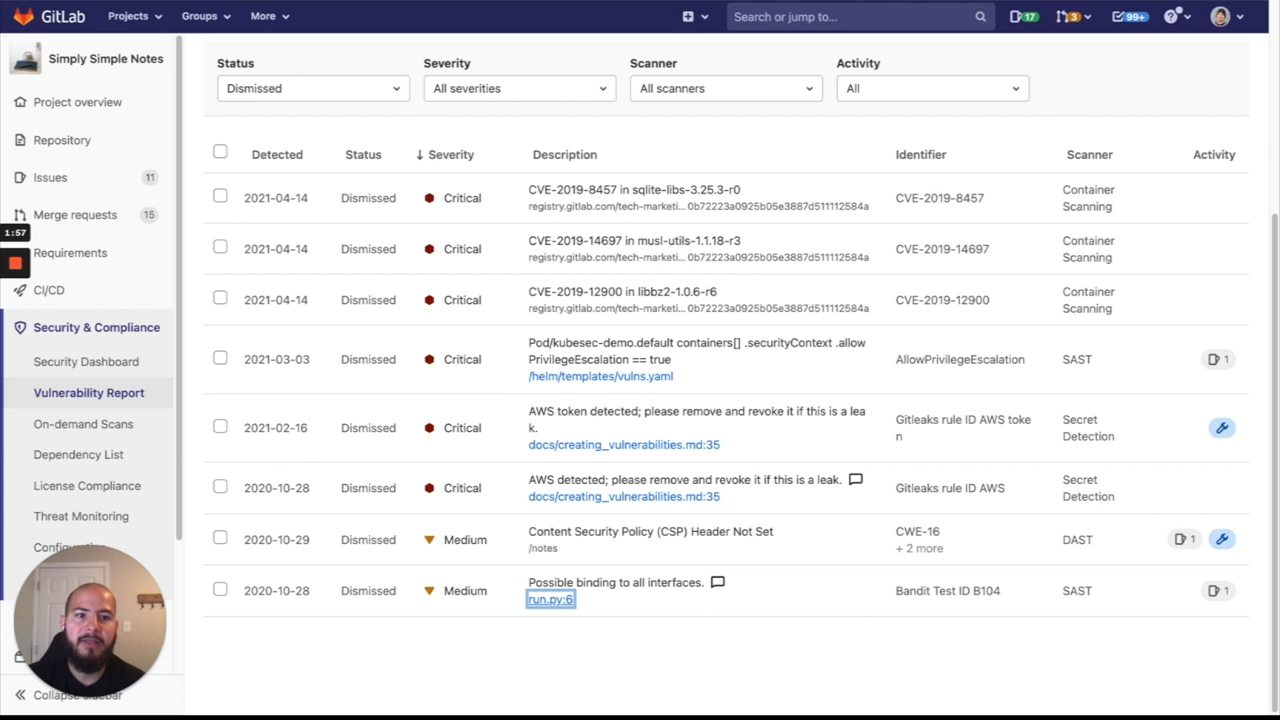 GitLab
Projects
Groups
More
Search or jump to...
17
3
99+
Simply Simple Notes
Project overview
Repository
Issues
11
Merge requests
15
1:57
Requirements
CI/CD
Security & Compliance
Security Dashboard
Vulnerability Report
On-demand Scans
Dependency List
License Compliance
Threat Monitoring
Collapse sidebar
Status
Severity
Scanner
Activity
Dismissed
All severities
All scanners
All
Detected
Status
Severity
Description
Identifier
Scanner
Activity
2021-04-14
Dismissed
Critical
CVE-2019-8457 in sqlite-libs-3.25.3-r0
registry.gitlab.com/tech-marketi... 0b72223a0925b05e3887d511112584a
CVE-2019-8457
Container
Scanning
2021-04-14
Dismissed
Critical
CVE-2019-14697 in musl-utils-1.1.18-r3
registry.gitlab.com/tech-marketi... 0b72223a0925b05e3887d511112584a
CVE-2019-14697
Container
Scanning
2021-04-14
Dismissed
Critical
CVE-2019-12900 in libbz2-1.0.6-r6
registry.gitlab.com/tech-marketi... 0b72223a0925b05e3887d511112584a
CVE-2019-12900
Container
Scanning
2021-03-03
Dismissed
Critical
Pod/kubesec-demo.default containers[] .securityContext .allow
PrivilegeEscalation == true
/helm/templates/vulns.yaml
AllowPrivilegeEscalation
SAST
1
2021-02-16
Dismissed
Critical
AWS token detected; please remove and revoke it if this is a lea
k.
docs/creating_vulnerabilities.md:35
Gitleaks rule ID AWS toke
n
Secret
Detection
2020-10-28
Dismissed
Critical
AWS detected; please remove and revoke it if this is a leak.
docs/creating_vulnerabilities.md:35
Gitleaks rule ID AWS
Secret
Detection
2020-10-29
Dismissed
Medium
Content Security Policy (CSP) Header Not Set
/notes
CWE-16
+ 2 more
DAST
1
2020-10-28
Dismissed
Medium
Possible binding to all interfaces.
run.py:6
Bandit Test ID B104
SAST
1